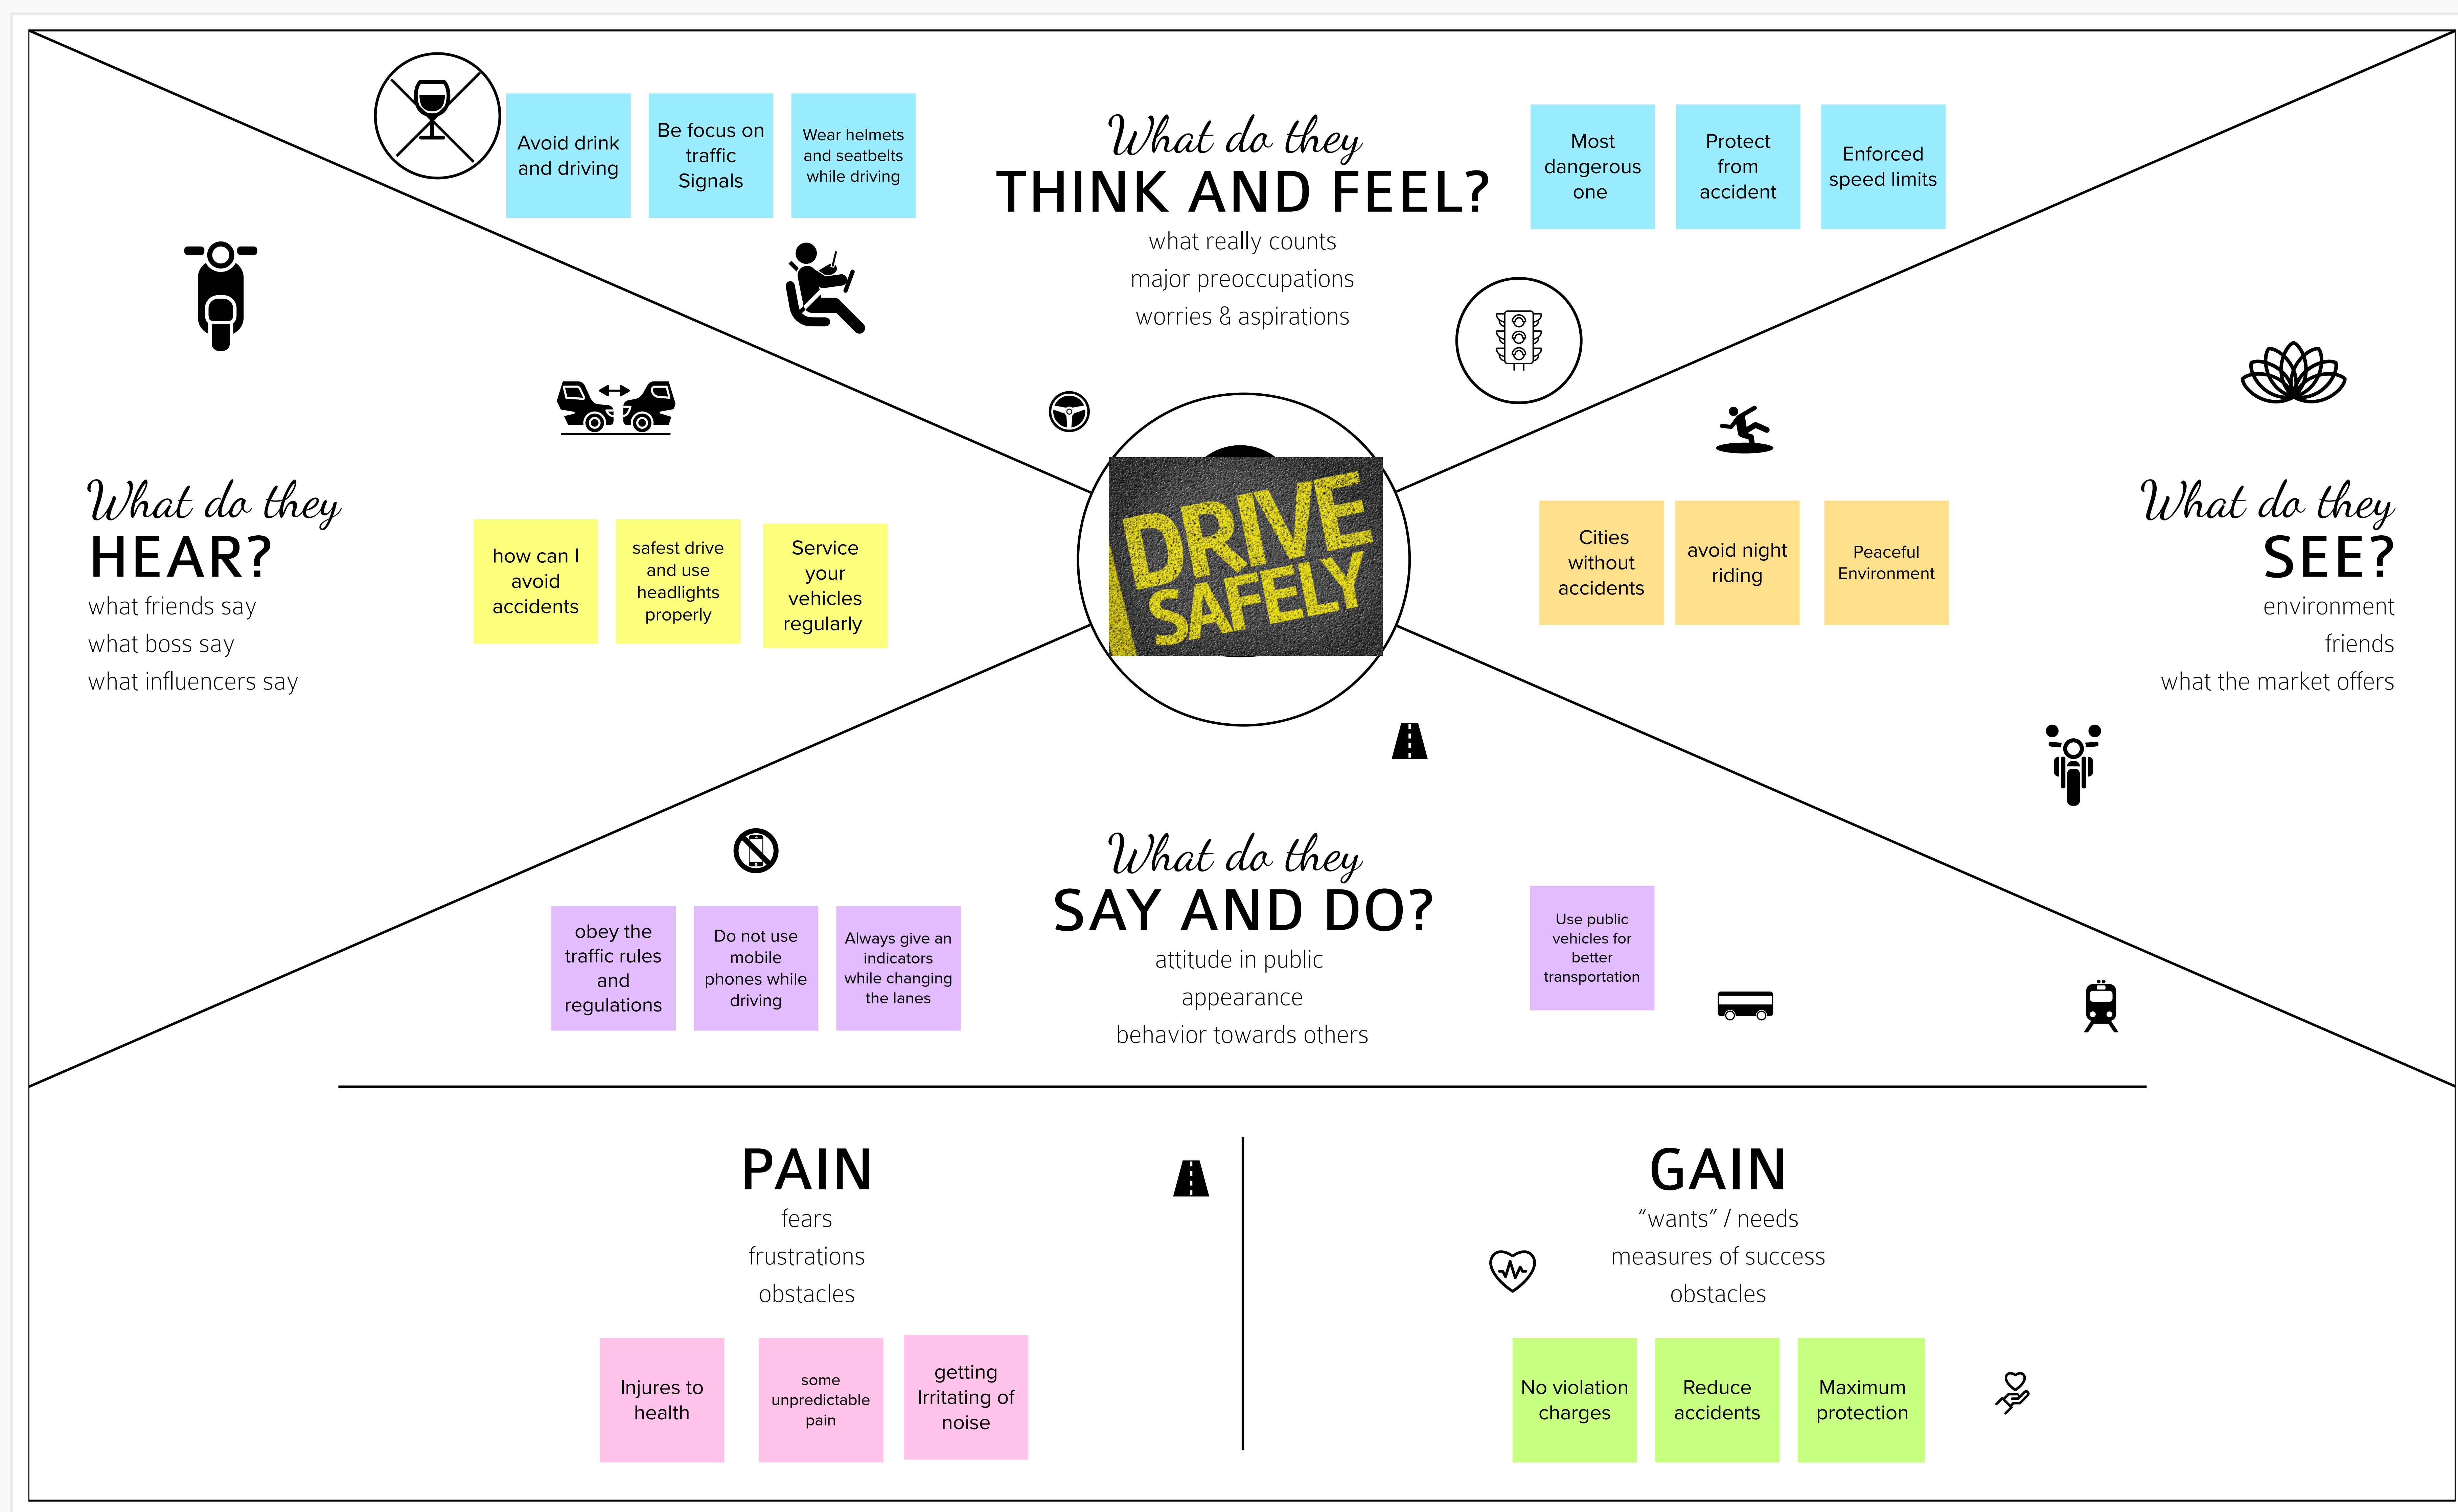 Avoid drink
and driving
Be focus on
traffic
Signals
Wear helmets
and seatbelts
while driving
What do they
THINK AND FEEL?
what really counts
major preoccupations
worries & aspirations
Most
dangerous
one
Protect
from
accident
Enforced
speed limits
What do they
HEAR?
what friends say
what boss say
what influencers say
how can I
avoid
accidents
safest drive
and use
headlights
properly
Service
your
vehicles
regularly
DRIVE
SAFELY
Cities
without
accidents
avoid night
riding
Peaceful
Environment
What do they
SEE?
environment
friends
what the market offers
obey the
traffic rules
and
regulations
Do not use
mobile
phones while
driving
Always give an
indicators
while changing
the lanes
What do they
SAY AND DO?
attitude in public
appearance
behavior towards others
Use public
vehicles for
better
transportation
PAIN
fears
frustrations
obstacles
Injures to
health
some
unpredictable
pain
getting
Irritating of
noise
GAIN
“wants” / needs
measures of success
obstacles
No violation
charges
Reduce
accidents
Maximum
protection